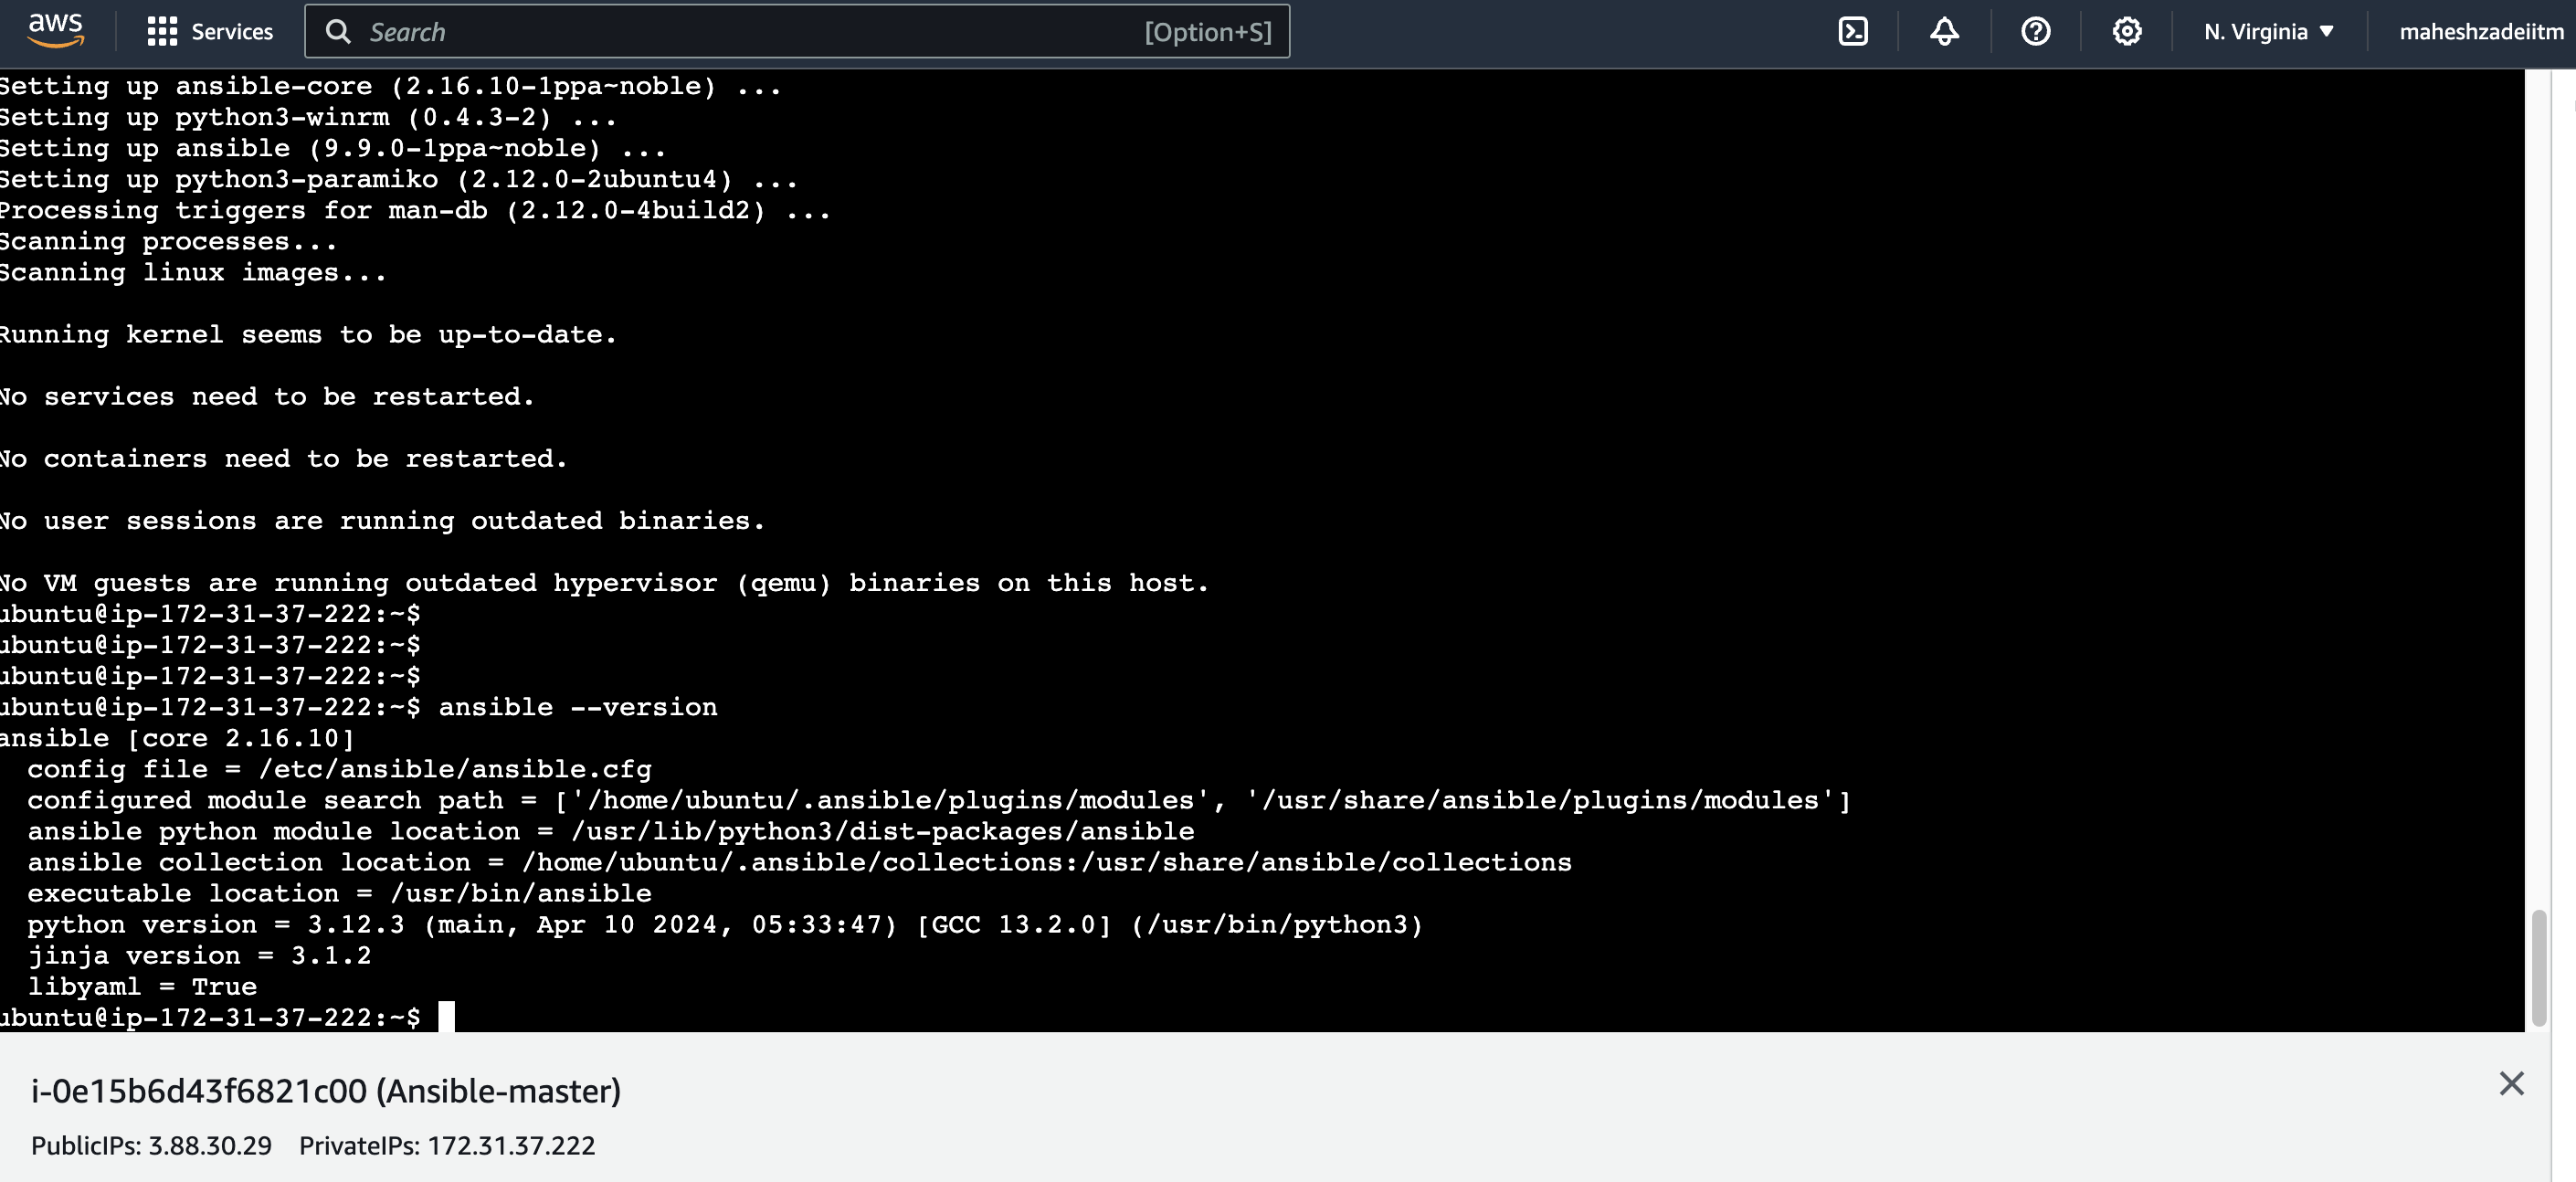 aws
Services
Search
[Option+S]
N. Virginia
maheshzadeiitm
Setting up ansible-core (2.16.10-1ppa~noble) ...
Setting up python3-winrm (0.4.3-2) ...
Setting up ansible (9.9.0-1ppa~noble) ...
Setting up python3-paramiko (2.12.0-2ubuntu4) ...
Processing triggers for man-db (2.12.0-4build2) ...
Scanning processes...
Scanning linux images...
Running kernel seems to be up-to-date.
No services need to be restarted.
No containers need to be restarted.
No user sessions are running outdated binaries.
No VM guests are running outdated hypervisor (qemu) binaries on this host.
ubuntu@ip-172-31-37-222:~$
ubuntu@ip-172-31-37-222:~$
ubuntu@ip-172-31-37-222:~$
ubuntu@ip-172-31-37-222:~$ ansible --version
ansible [core 2.16.10]
config file = /etc/ansible/ansible.cfg
configured module search path = ['/home/ubuntu/.ansible/plugins/modules', '/usr/share/ansible/plugins/modules']
ansible python module location = /usr/lib/python3/dist-packages/ansible
ansible collection location = /home/ubuntu/.ansible/collections:/usr/share/ansible/collections
executable location = /usr/bin/ansible
python version = 3.12.3 (main, Apr 10 2024, 05:33:47) [GCC 13.2.0] (/usr/bin/python3)
jinja version = 3.1.2
libyaml = True
ubuntu@ip-172-31-37-222:~$
i-0e15b6d43f6821c00 (Ansible-master)
PublicIPs: 3.88.30.29 PrivateIPs: 172.31.37.222